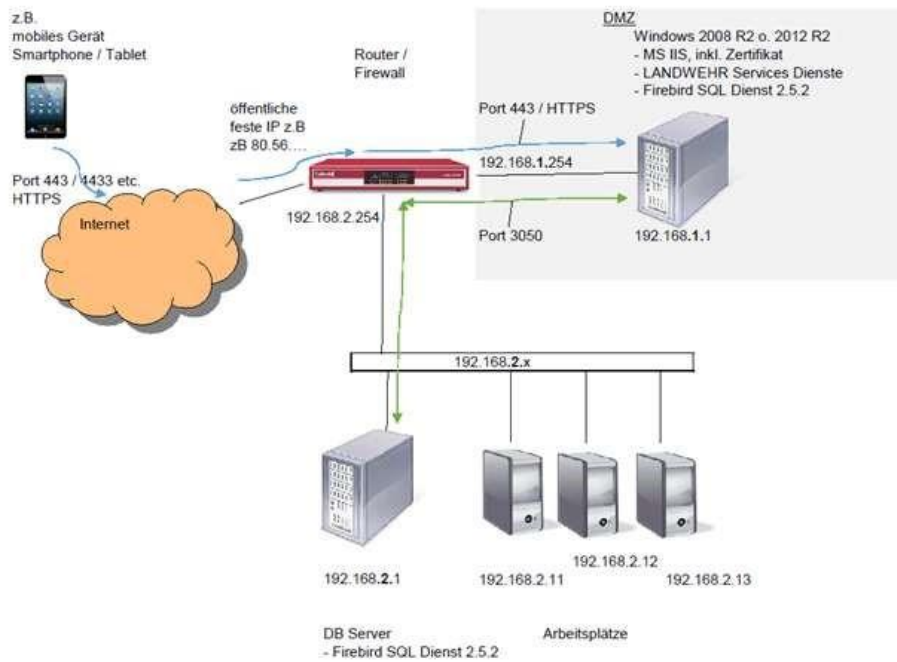 z.B.
mobiles Gerät
Smartphone / Tablet
Router /
Firewall
DMZ
Windows 2008 R2 o. 2012 R2
- MS IIS, inkl. Zertifikat
- LANDWEHR Services Dienste
- Firebird SQL Dienst 2.5.2
öffentliche
feste IP z.B
zB 80.56....
Port 443 / HTTPS
192.168.1.254
Port 443 / 4433 etc.
HTTPS
Internet
192.168.2.254
Port 3050
192.168.1.1
192.168.2.x
192.168.2.1
192.168.2.11
192.168.2.12
192.168.2.13
DB Server
- Firebird SQL Dienst 2.5.2
Arbeitsplätze